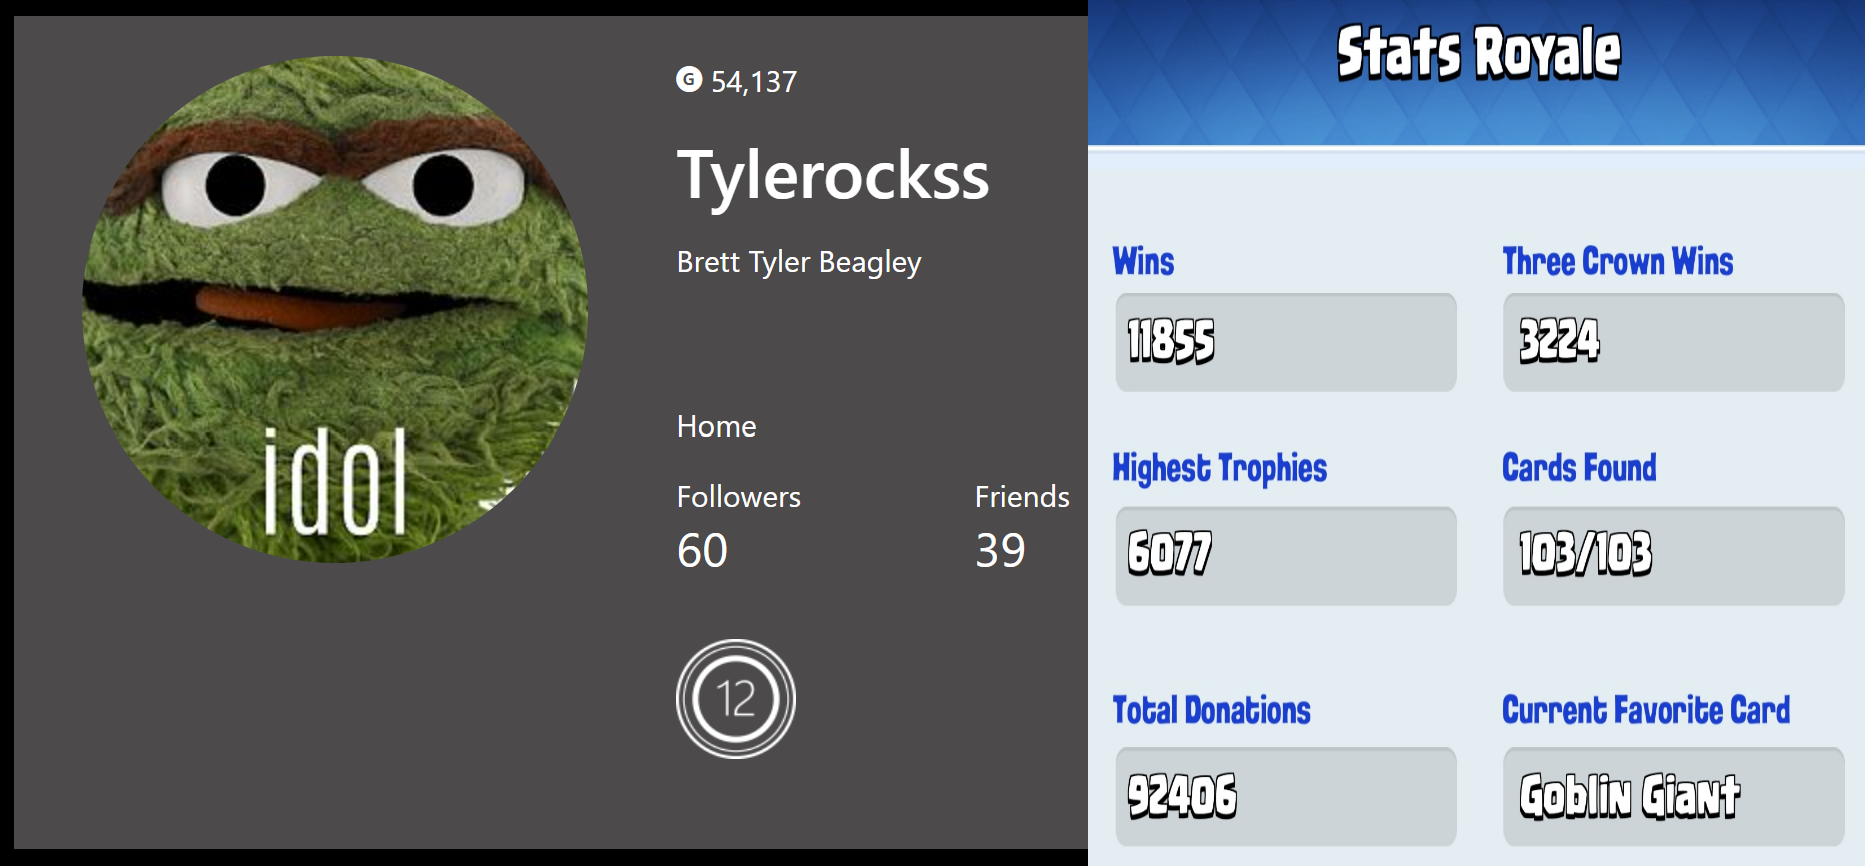 G 54,137
Tylerockss
Brett Tyler Beagley
Home
Followers Friends
60 39
12
idol
Stats Royale
Wins Three Crown Wins
11855 3224
Highest Trophies Cards Found
6077 103/103
Total Donations Current Favorite Card
92406 Goblin Giant